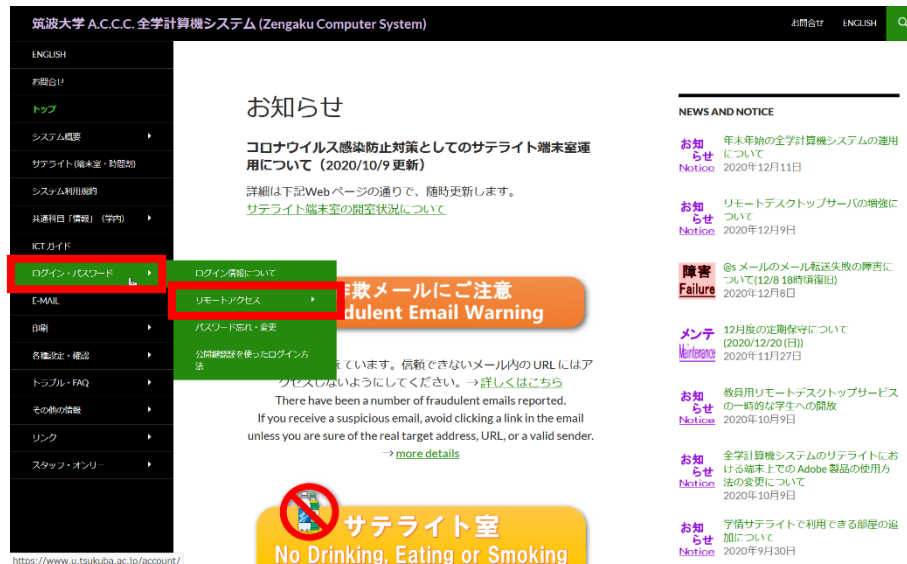 筑波大学 A.C.C.C. 全学計算機システム (Zengaku Computer System)
お問合せ ENGLISH
ENGLISH
お問合せ
トップ
システム概要
サテライト(端末室・時間割)
システム利用規約
共通科目「情報」(学内)
ICTガイド
ログイン・パスワード
E-MAIL
印刷
各種設定・確認
トラブル・FAQ
その他の情報
リンク
スタッフ・オンリー
ログイン情報について
リモートアクセス
パスワード忘れ・変更
公開鍵認証を使ったログイン方
法
お知らせ
コロナウイルス感染防止対策としてのサテライト端末室運
用について(2020/10/9 更新)
詳細は下記Webページの通りで、随時更新します。
サテライト端末室の開室状況について
欺メールにご注意
dulent Email Warning
えています。信頼できないメール内の URL にはア
クセスしないようにしてください。→詳しくはこちら
There have been a number of fraudulent emails reported.
If you receive a suspicious email, avoid clicking a link in the email
unless you are sure of the real target address, URL, or a valid sender.
→more details
サテライト室
No Drinking, Eating or Smoking
NEWS AND NOTICE
お知
らせ
Notice
年末年始の全学計算機システムの運用
について
2020年12月11日
お知
らせ
Notice
リモートデスクトップサーバの増強に
ついて
2020年12月9日
障害
Failure
@s メールのメール転送失敗の障害に
ついて(12/8 18時頃復旧)
2020年12月8日
メンテ
Maintenance
12月度の定期保守について
(2020/12/20 (日))
2020年11月27日
お知
らせ
Notice
教員用リモートデスクトップサービス
の一時的な学生への開放
2020年10月9日
お知
らせ
Notice
全学計算機システムのサテライトにお
ける端末上での Adobe 製品の使用方
法の変更について
2020年10月9日
お知
らせ
Notice
学情サテライトで利用できる部屋の追
加について
2020年9月30日
https://www.u.tsukuba.ac.jp/account/